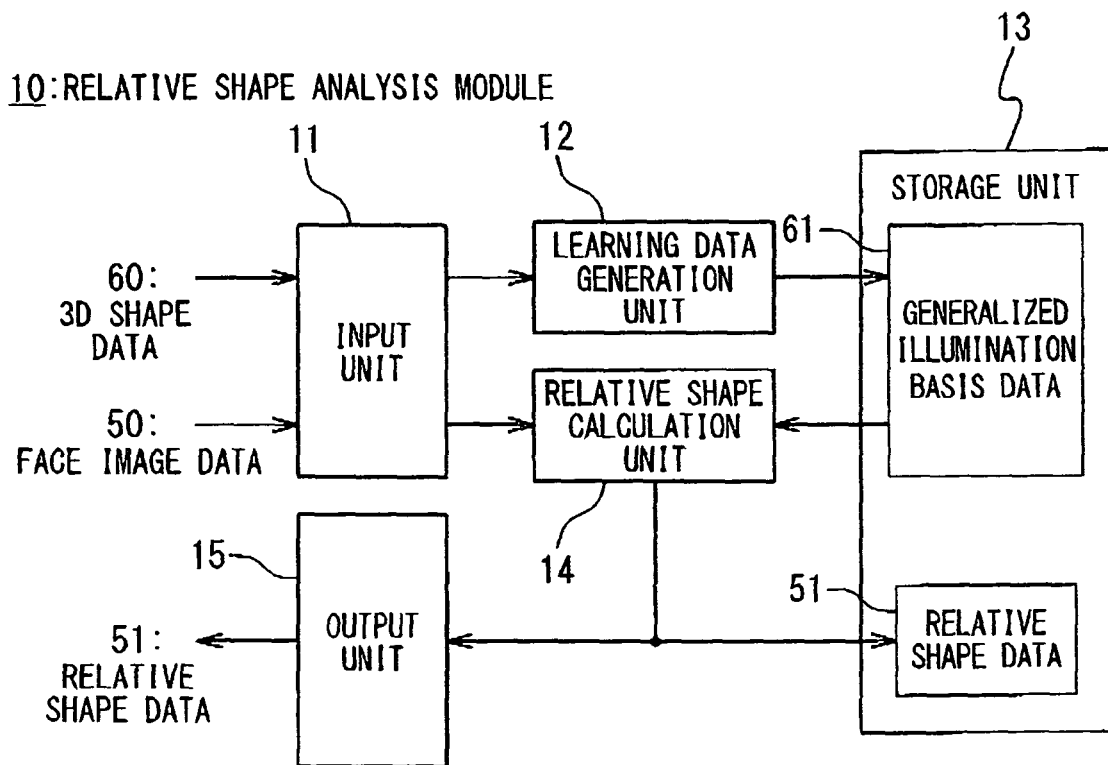 13
10:RELATIVE SHAPE ANALYSIS MODULE
11
12
STORAGE UNIT
61
60:
3D SHAPE
DATA
INPUT
UNIT
LEARNING DATA
GENERATION
UNIT
GENERALIZED
ILLUMINATION
BASIS DATA
50:
FACE IMAGE DATA
RELATIVE SHAPE
CALCULATION
UNIT
14
15
51:
RELATIVE
SHAPE DATA
OUTPUT
UNIT
51
RELATIVE
SHAPE DATA